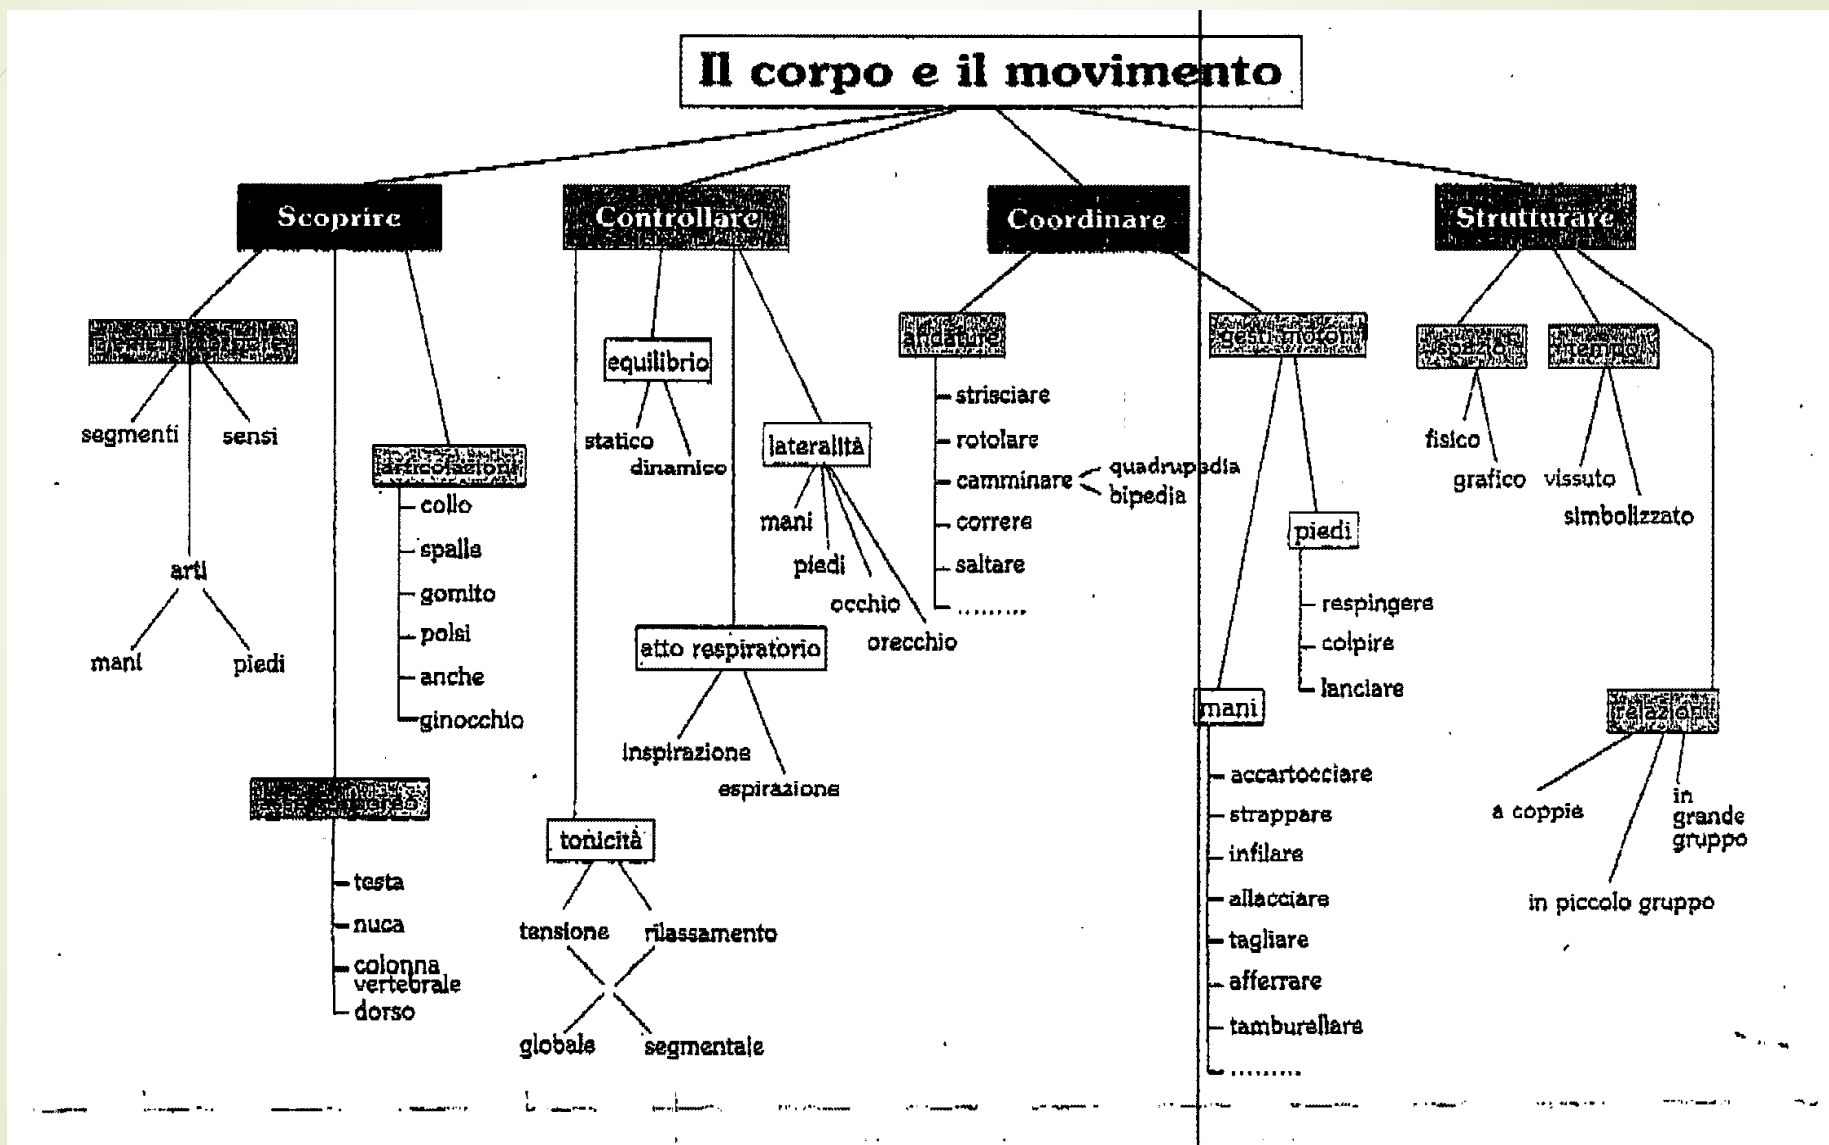 Il corpo e il movimento
Scoprire
Controllare
Coordinare
Strutturare
segmenti
sensi
arti
mani
piedi
articolazioni
collo
spalle
gomito
polsi
anche
ginocchio
asse corporeo
testa
nuca
colonna
vertebrale
dorso
equilibrio
statico
dinamico
lateralità
mani
piedi
occhio
orecchio
atto respiratorio
inspirazione
espirazione
tonicità
tensione
rilassamento
globale
segmentale
andature
strisciare
rotolare
camminare
quadrupedia
bipedia
correre
saltare
.........
gesti motori
piedi
respingere
colpire
lanciare
mani
accartocciare
strappare
infilare
allacciare
tagliare
afferrare
tamburellare
.........
spazio
fisico
grafico
tempo
vissuto
simbolizzato
relazioni
a coppie
in piccolo gruppo
in
grande
gruppo